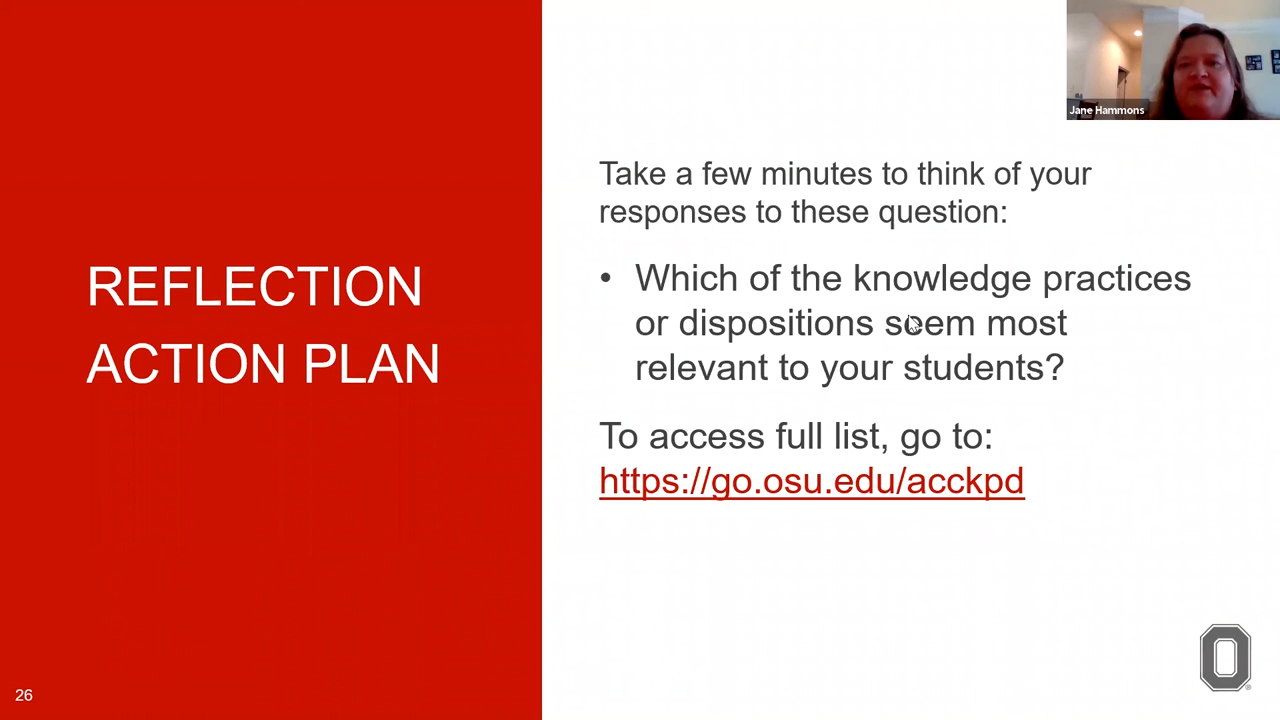 Jane Hammons
REFLECTION
ACTION PLAN
Take a few minutes to think of your
responses to these question:
• Which of the knowledge practices
or dispositions seem most
relevant to your students?
To access full list, go to:
https://go.osu.edu/acckpd
26
O